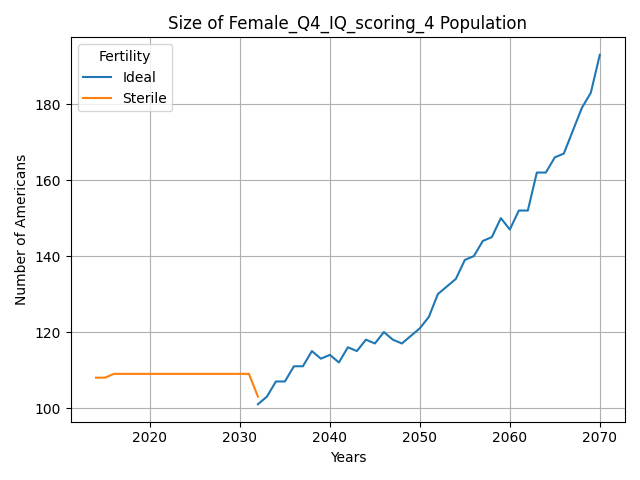 Size of Female_Q4_IQ_scoring_4 Population
Fertility
Ideal
Sterile
Number of Americans
180
160
140
120
100
2020 2030 2040 2050 2060 2070
Years